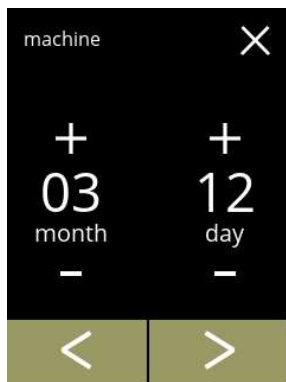 machine
+ +
03 12
month day
- -
< >